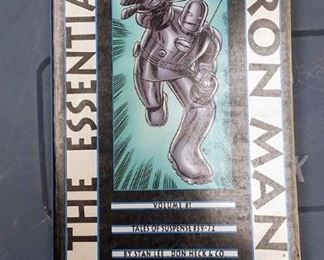 THE ESSENTIAL
IRON MAN
VOLUME #1
TALES OF SUSPENSE #39-72
BY STAN LEE, DON HECK & CO.